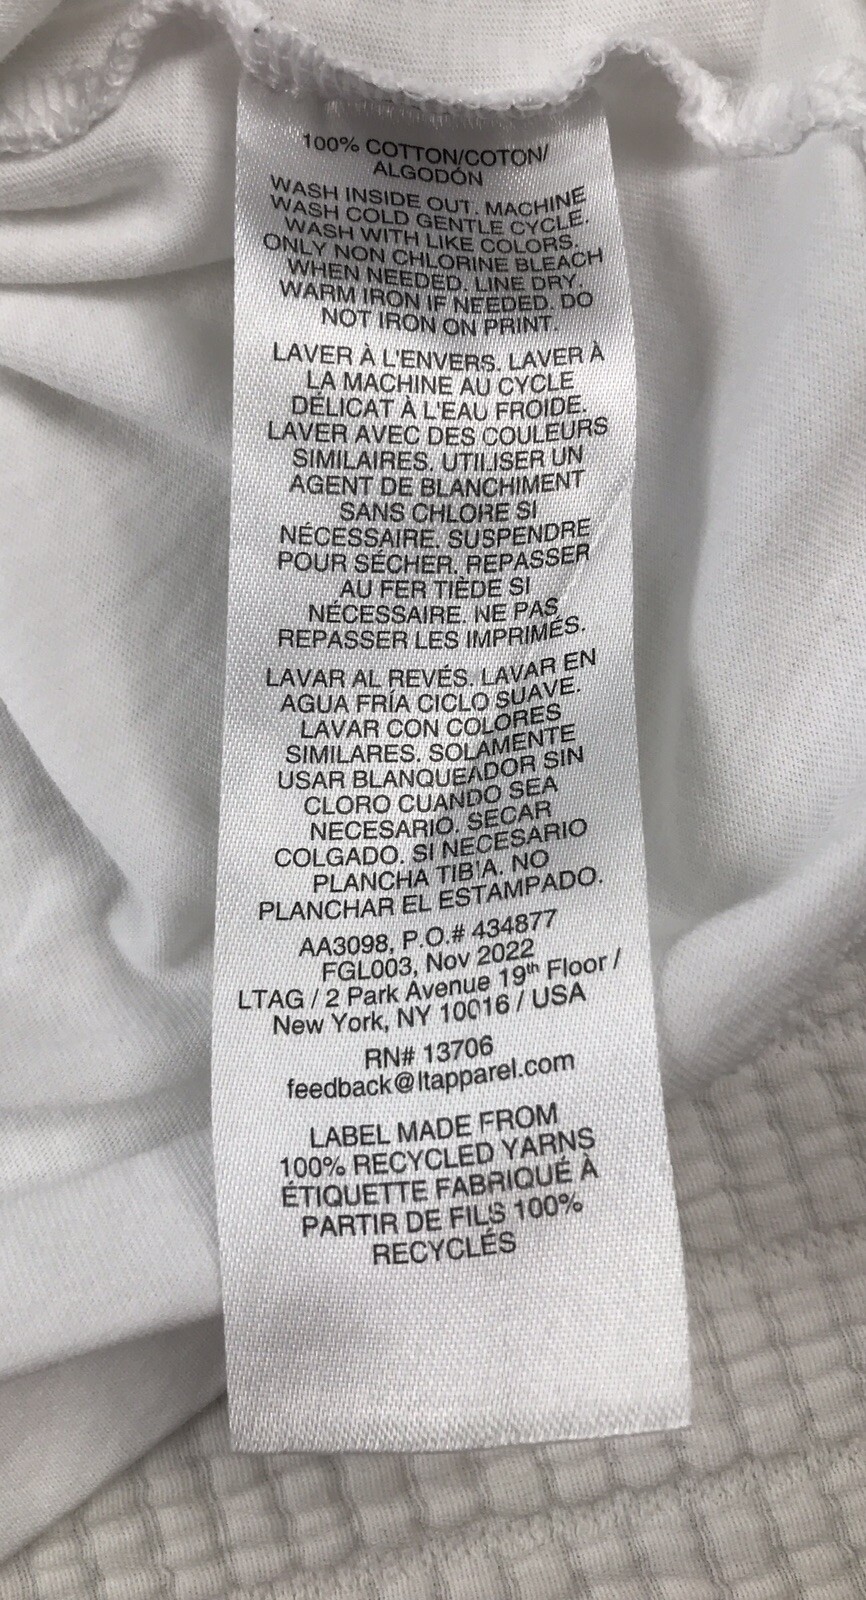 100% COTTON/COTON/
ALGODÓN
WASH INSIDE OUT. MACHINE
WASH COLD GENTLE CYCLE.
WASH WITH LIKE COLORS.
ONLY NON CHLORINE BLEACH
WHEN NEEDED. LINE DRY.
WARM IRON IF NEEDED. DO
NOT IRON ON PRINT.
LAVER À L'ENVERS. LAVER À
LA MACHINE AU CYCLE
DÉLICAT À L'EAU FROIDE.
LAVER AVEC DES COULEURS
SIMILAIRES. UTILISER UN
AGENT DE BLANCHIMENT
SANS CHLORE SI
NÉCESSAIRE. SUSPENDRE
POUR SÉCHER. REPASSER
AU FER TIÈDE SI
NÉCESSAIRE. NE PAS
REPASSER LES IMPRIMÉS.
LAVAR AL REVÉS. LAVAR EN
AGUA FRÍA CICLO SUAVE.
LAVAR CON COLORES
SIMILARES. SOLAMENTE
USAR BLANQUEADOR SIN
CLORO CUANDO SEA
NECESARIO. SECAR
COLGADO. SI NECESARIO
PLANCHA TIBIA. NO
PLANCHAR EL ESTAMPADO.
AA3098, P.O.# 434877
FGL003, Nov 2022
LTAG / 2 Park Avenue 19th Floor /
New York, NY 10016 / USA
RN# 13706
feedback@ltapparel.com
LABEL MADE FROM
100% RECYCLED YARNS
ÉTIQUETTE FABRIQUÉ À
PARTIR DE FILS 100%
RECYCLÉS